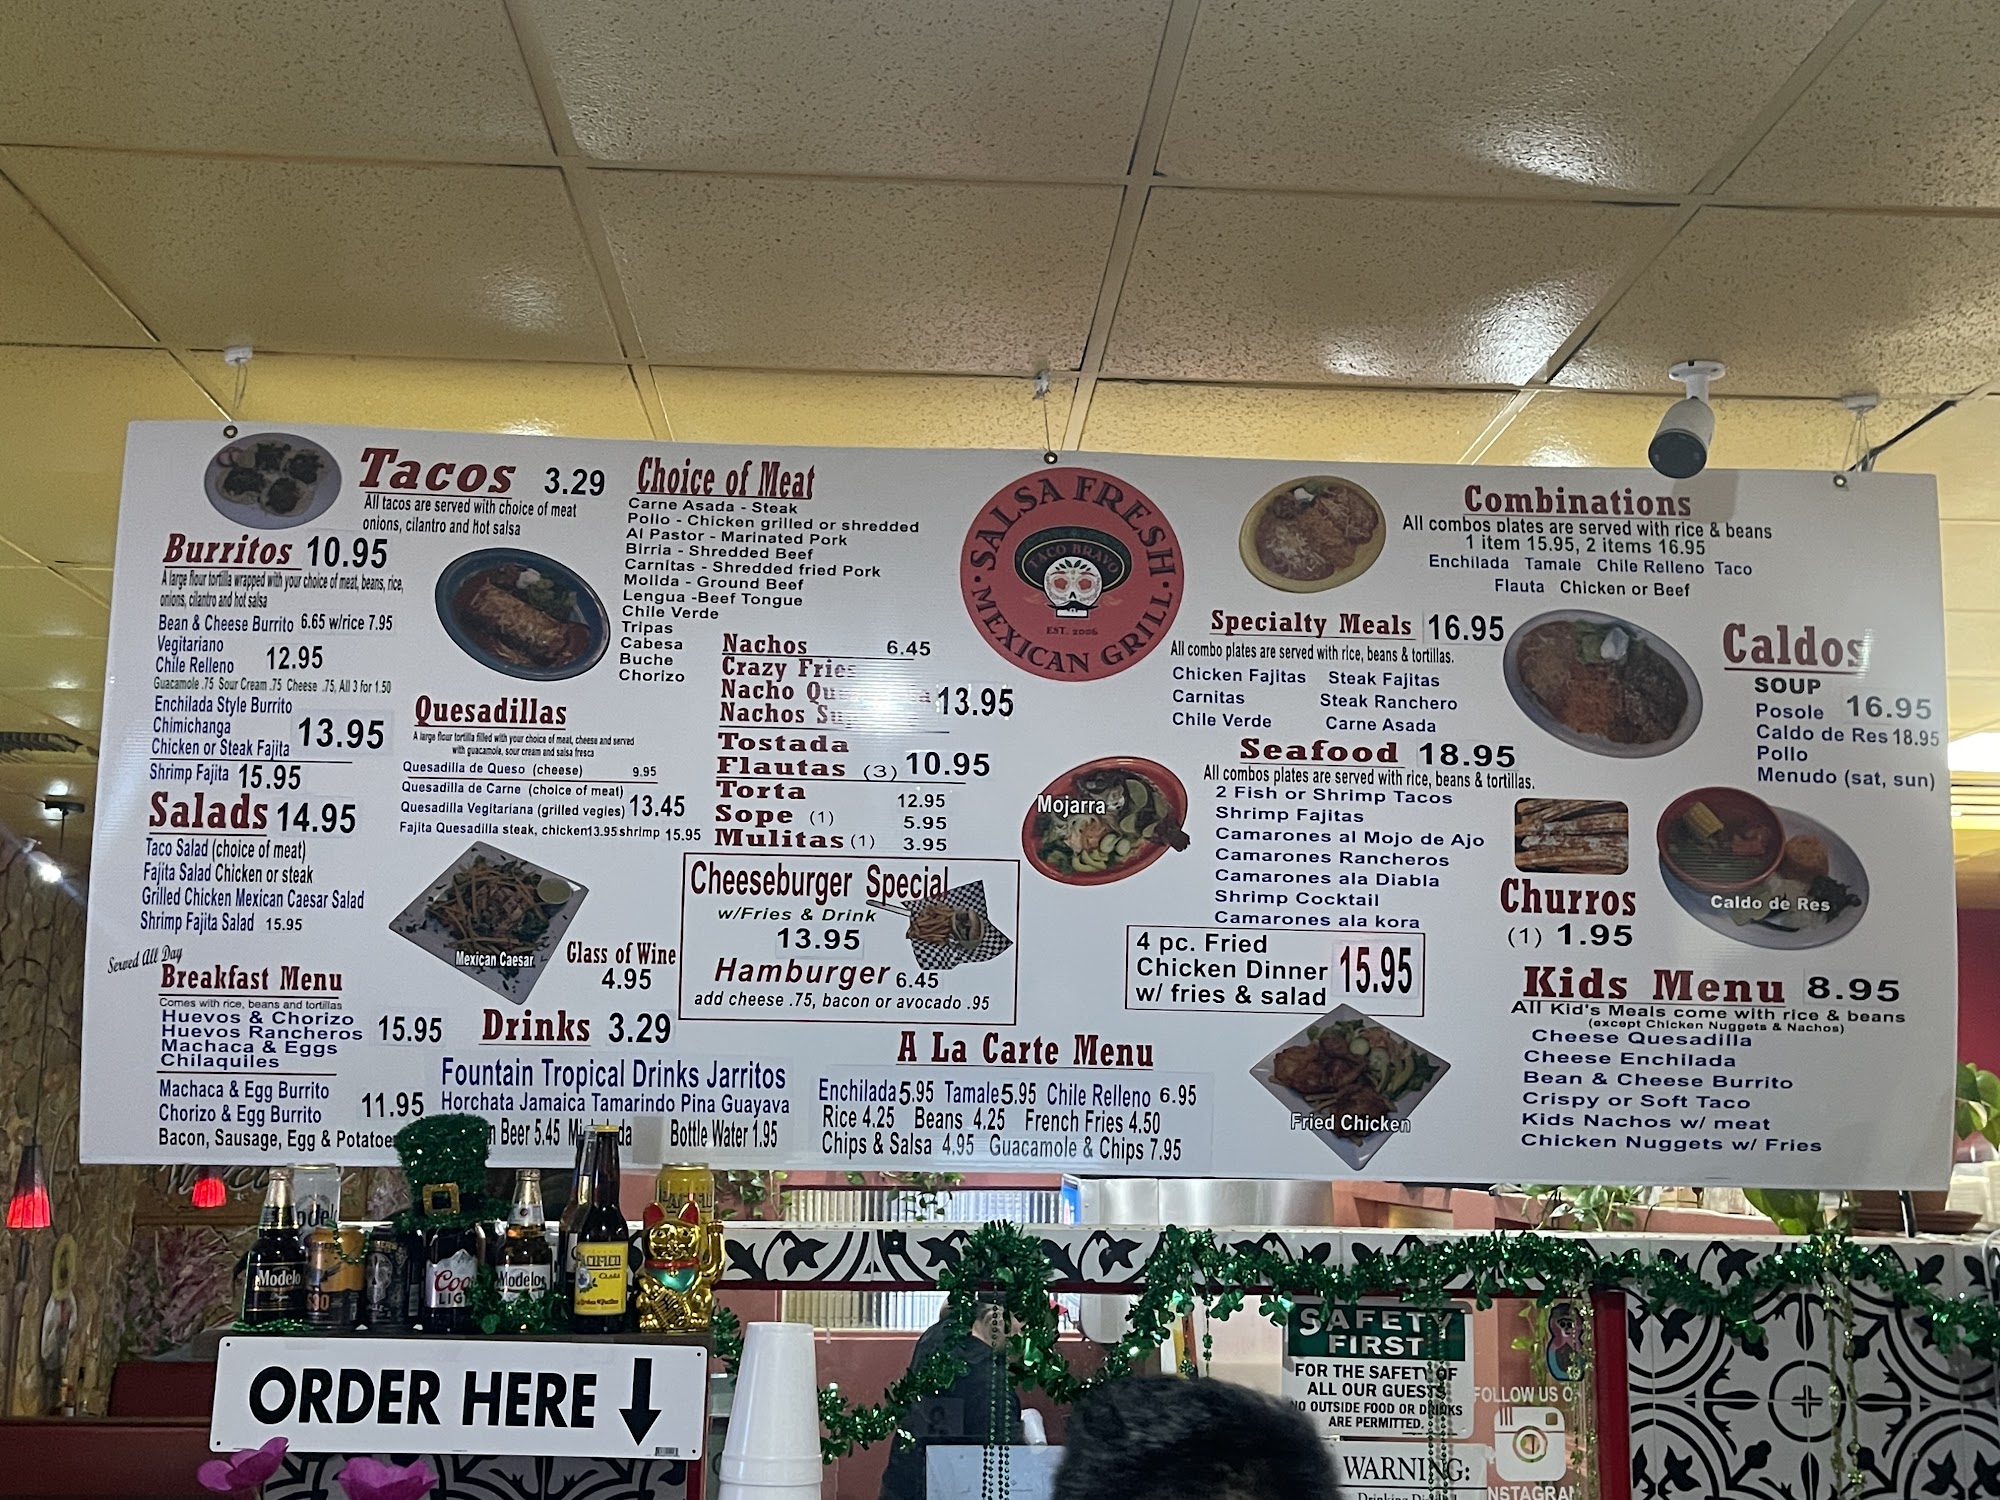 Tacos 3.29
All tacos are served with choice of meat
onions, cilantro and hot salsa
Burritos 10.95
A large flour tortilla wrapped with your choice of meat, beans, rice,
onions, cilantro and hot salsa
Bean & Cheese Burrito 6.65 w/rice 7.95
Vegitariano
Chile Relleno 12.95
Guacamole .75 Sour Cream .75 Cheese .75, All 3 for 1.50
Enchilada Style Burrito
Chimichanga
Chicken or Steak Fajita 13.95
Shrimp Fajita 15.95
Salads 14.95
Taco Salad (choice of meat)
Fajita Salad Chicken or steak
Grilled Chicken Mexican Caesar Salad
Shrimp Fajita Salad 15.95
Served All Day
Breakfast Menu
Comes with rice, beans and tortillas
Huevos & Chorizo
Huevos Rancheros 15.95
Machaca & Eggs
Chilaquiles
Machaca & Egg Burrito
Chorizo & Egg Burrito 11.95
Bacon, Sausage, Egg & Potatoe
Choice of Meat
Carne Asada - Steak
Pollo - Chicken grilled or shredded
Al Pastor - Marinated Pork
Birria - Shredded Beef
Carnitas - Shredded fried Pork
Molida - Ground Beef
Lengua -Beef Tongue
Chile Verde
Tripas
Cabesa
Buche
Chorizo
Quesadillas
A large flour tortilla filled with your choice of meat, cheese and served
with guacamole, sour cream and salsa fresca
Quesadilla de Queso (cheese) 9.95
Quesadilla de Carne (choice of meat)
Quesadilla Vegitariana (grilled vegies) 13.45
Fajita Quesadilla steak, chicken13.95 shrimp 15.95
Mexican Caesar
Glass of Wine
4.95
Drinks 3.29
Fountain Tropical Drinks Jarritos
Horchata Jamaica Tamarindo Pina Guayava
Beer 5.45 Bottle Water 1.95
Nachos 6.45
Crazy Fries
Nacho 13.95
Nachos
Tostada
Flautas (3) 10.95
Torta 12.95
Sope (1) 5.95
Mulitas (1) 3.95
Cheeseburger Special
w/Fries & Drink
13.95
Hamburger 6.45
add cheese .75, bacon or avocado .95
A La Carte Menu
Enchilada 5.95 Tamale 5.95 Chile Relleno 6.95
Rice 4.25 Beans 4.25 French Fries 4.50
Chips & Salsa 4.95 Guacamole & Chips 7.95
SALSA FRESH
TACO BRAVO
EST. 2006
MEXICAN GRILL
Mojarra
Combinations
All combos plates are served with rice & beans
1 item 15.95, 2 items 16.95
Enchilada Tamale Chile Relleno Taco
Flauta Chicken or Beef
Specialty Meals 16.95
All combo plates are served with rice, beans & tortillas.
Chicken Fajitas Steak Fajitas
Carnitas Steak Ranchero
Chile Verde Carne Asada
Seafood 18.95
All combos plates are served with rice, beans & tortillas.
2 Fish or Shrimp Tacos
Shrimp Fajitas
Camarones al Mojo de Ajo
Camarones Rancheros
Camarones ala Diabla
Shrimp Cocktail
Camarones ala kora
4 pc. Fried
Chicken Dinner
w/ fries & salad 15.95
Fried Chicken
Caldos
SOUP
Posole 16.95
Caldo de Res 18.95
Pollo
Menudo (sat, sun)
Caldo de Res
Churros
(1) 1.95
Kids Menu 8.95
All Kid's Meals come with rice & beans
(except Chicken Nuggets & Nachos)
Cheese Quesadilla
Cheese Enchilada
Bean & Cheese Burrito
Crispy or Soft Taco
Kids Nachos w/ meat
Chicken Nuggets w/ Fries
Modelo
Modelo
PACIFICO
ORDER HERE
SAFETY
FIRST
FOR THE SAFETY OF
ALL OUR GUESTS
NO OUTSIDE FOOD OR DRINKS
ARE PERMITTED.
FOLLOW US
WARNING: